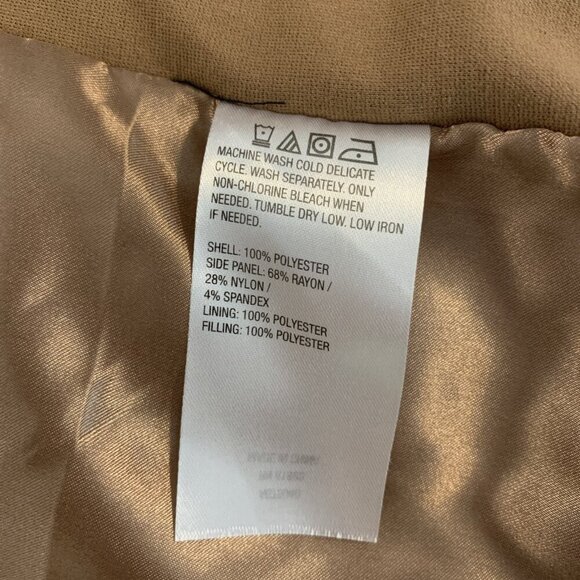 MACHINE WASH COLD DELICATE
CYCLE. WASH SEPARATELY. ONLY
NON-CHLORINE BLEACH WHEN
NEEDED. TUMBLE DRY LOW. LOW IRON
IF NEEDED.
SHELL: 100% POLYESTER
SIDE PANEL: 68% RAYON /
28% NYLON /
4% SPANDEX
LINING: 100% POLYESTER
FILLING: 100% POLYESTER